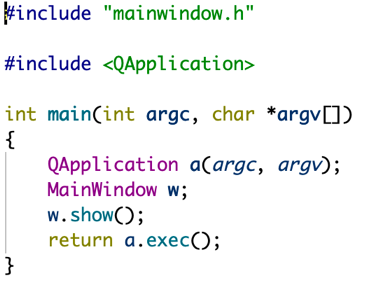 #include "mainwindow.h"

#include <QApplication>

int main(int argc, char *argv[])
{
    QApplication a(argc, argv);
    MainWindow w;
    w.show();
    return a.exec();
}